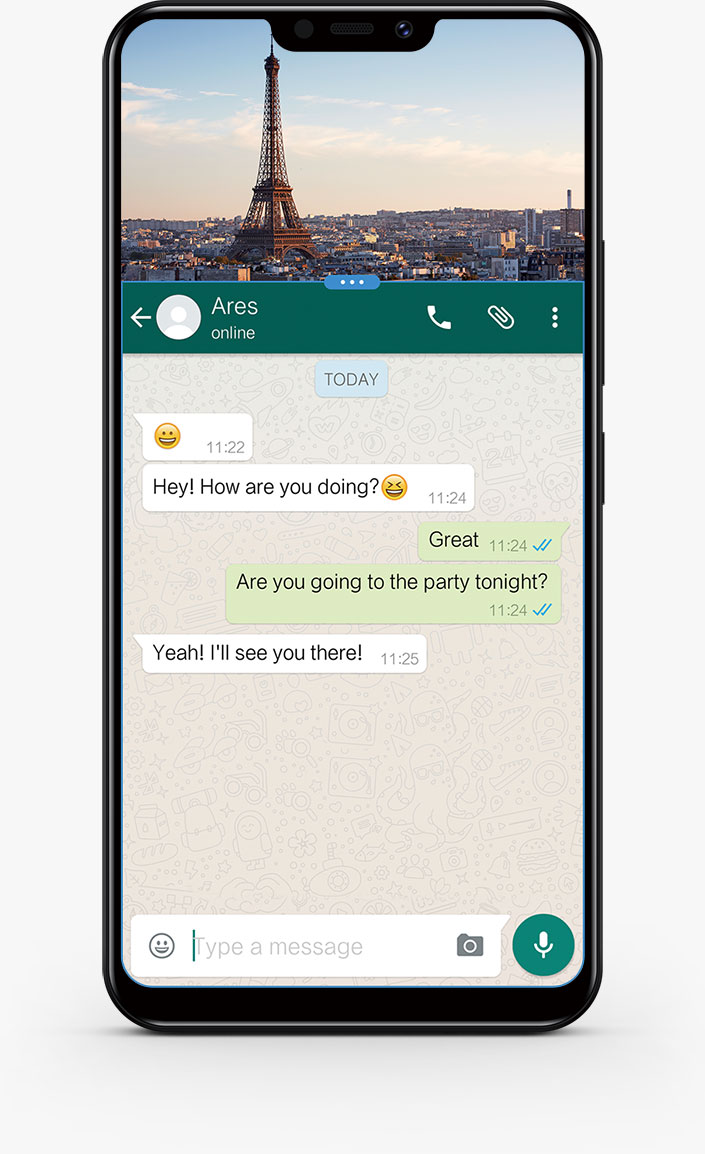 Ares
online
TODAY
😀 11:22
Hey! How are you doing?😆 11:24
Great 11:24
Are you going to the party tonight?
11:24
Yeah! I'll see you there! 11:25
Type a message